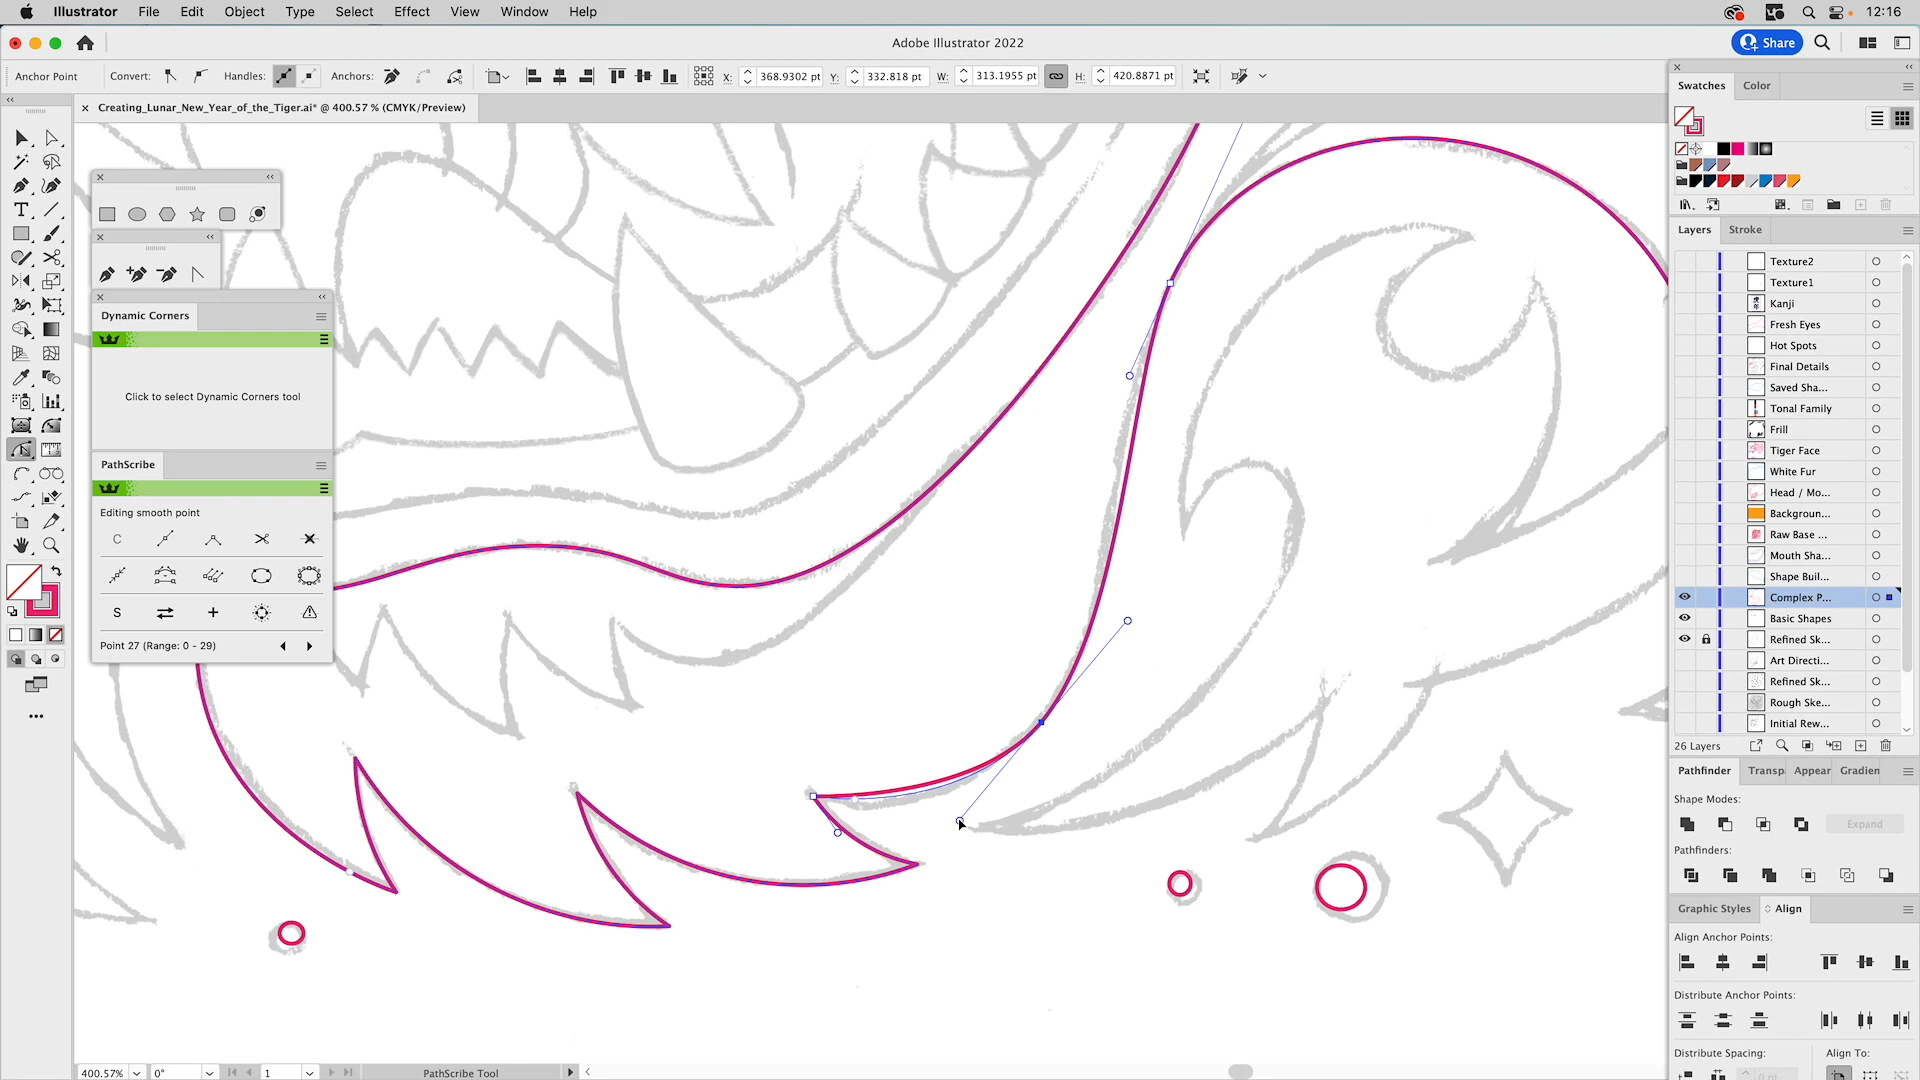 Illustrator File Edit Object Type Select Effect View Window Help 12:16
Adobe Illustrator 2022 Share
Anchor Point Convert: Handles: Anchors: X: 368.9302 pt Y: 332.818 pt W: 313.1955 pt H: 420.8871 pt
Creating_Lunar_New_Year_of_the_Tiger.ai* @ 400.57 % (CMYK/Preview)
Dynamic Corners
Click to select Dynamic Corners tool
PathScribe
Editing smooth point
C
S
Point 27 (Range: 0 - 29)
Swatches Color
Layers Stroke
Texture2
Texture1
Kanji
Fresh Eyes
Hot Spots
Final Details
Saved Sha...
Tonal Family
Frill
Tiger Face
White Fur
Head / Mo...
Backgroun...
Raw Base ...
Mouth Sha...
Shape Buil...
Complex P...
Basic Shapes
Refined Sk...
Art Directi...
Refined Sk...
Rough Ske...
Initial Rew...
26 Layers
Pathfinder Transp Appear Gradien
Shape Modes:
Expand
Pathfinders:
Graphic Styles Align
Align Anchor Points:
Distribute Anchor Points:
Distribute Spacing: Align To:
400.57% 0° 1 PathScribe Tool